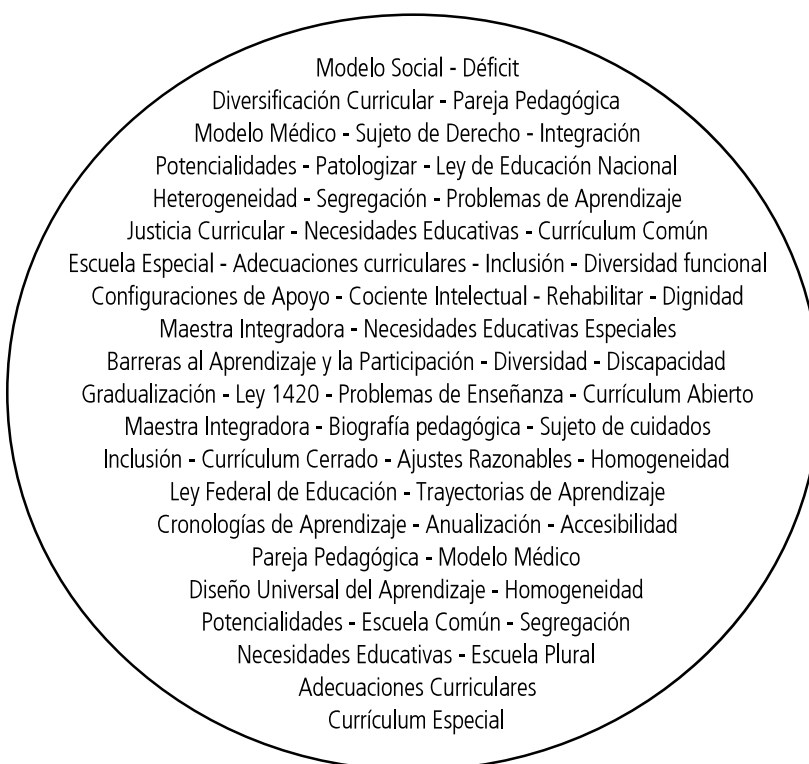 Modelo Social - Déficit
Diversificación Curricular - Pareja Pedagógica
Modelo Médico - Sujeto de Derecho - Integración
Potencialidades - Patologizar - Ley de Educación Nacional
Heterogeneidad - Segregación - Problemas de Aprendizaje
Justicia Curricular - Necesidades Educativas - Currículum Común
Escuela Especial - Adecuaciones curriculares - Inclusión - Diversidad funcional
Configuraciones de Apoyo - Cociente Intelectual - Rehabilitar - Dignidad
Maestra Integradora - Necesidades Educativas Especiales
Barreras al Aprendizaje y la Participación - Diversidad - Discapacidad
Gradualización - Ley 1420 - Problemas de Enseñanza - Currículum Abierto
Maestra Integradora - Biografía pedagógica - Sujeto de cuidados
Inclusión - Currículum Cerrado - Ajustes Razonables - Homogeneidad
Ley Federal de Educación - Trayectorias de Aprendizaje
Cronologías de Aprendizaje - Anualización - Accesibilidad
Pareja Pedagógica - Modelo Médico
Diseño Universal del Aprendizaje - Homogeneidad
Potencialidades - Escuela Común - Segregación
Necesidades Educativas - Escuela Plural
Adecuaciones Curriculares
Currículum Especial